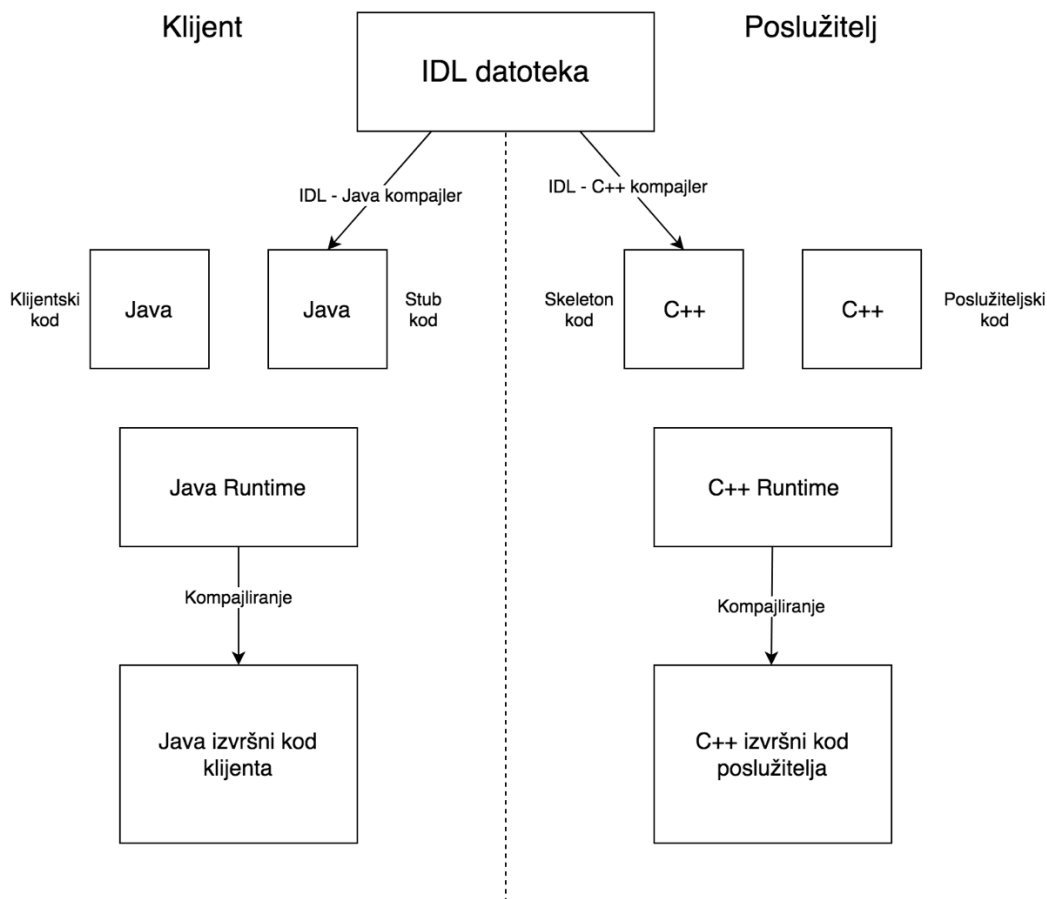 Klijent
Poslužitelj
IDL datoteka
IDL - Java kompajler
IDL - C++ kompajler
Klijentski
kod
Java
Java
Stub
kod
Skeleton
kod
C++
C++
Poslužiteljski
kod
Java Runtime
C++ Runtime
Kompajliranje
Kompajliranje
Java izvršni kod
klijenta
C++ izvršni kod
poslužitelja